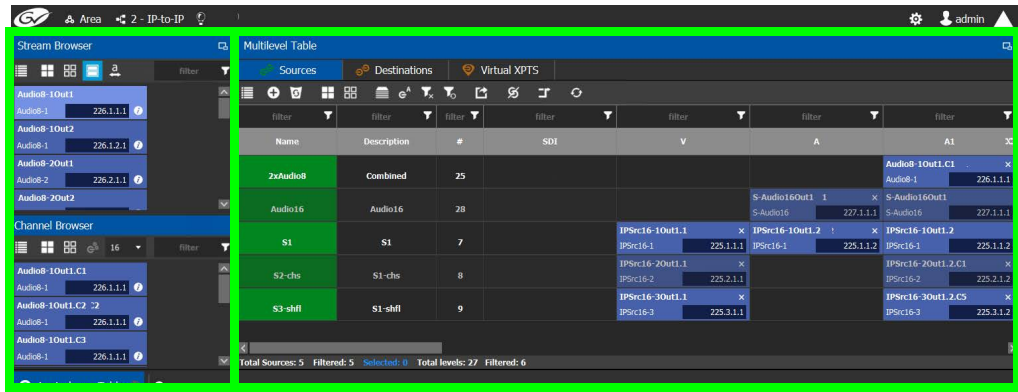 GV Area 2 - IP-to-IP admin
Stream Browser
a
filter
Audio8-1Out1
Audio8-1 226.1.1.1
Audio8-1Out2
Audio8-1 226.1.2.1
Audio8-2Out1
Audio8-2 226.2.1.1
Audio8-2Out2
Channel Browser
16 filter
Audio8-1Out1.C1
Audio8-1 226.1.1.1
Audio8-1Out1.C2
Audio8-1 226.1.1.1
Audio8-1Out1.C3
Audio8-1 226.1.1.1
Multilevel Table
Sources Destinations Virtual XPTS
filter filter filter filter filter filter filter
Name Description # SDI V A A1
2xAudio8 Combined 25 Audio8-1Out1.C1 x
Audio8-1 226.1.1.1
Audio16 Audio16 28 S-Audio16Out1 1 x S-Audio16Out1
S-Audio16 227.1.1.1 S-Audio16 227.1.1.1
S1 S1 7 IPSrc16-1Out1.1 x IPSrc16-1Out1.2 x IPSrc16-1Out1.2
IPSrc16-1 225.1.1.1 IPSrc16-1 225.1.1.2 IPSrc16-1 225.1.1.2
S2-chs S1-chs 8 IPSrc16-2Out1.1 x IPSrc16-2Out1.2.C1 x
IPSrc16-2 225.2.1.1 IPSrc16-2 225.2.1.2
S3-shfl S1-shfl 9 IPSrc16-3Out1.1 x IPSrc16-3Out1.2.C5 x
IPSrc16-3 225.3.1.1 IPSrc16-3 225.3.1.2
Total Sources: 5 Filtered: 5 Selected: 0 Total levels: 27 Filtered: 6